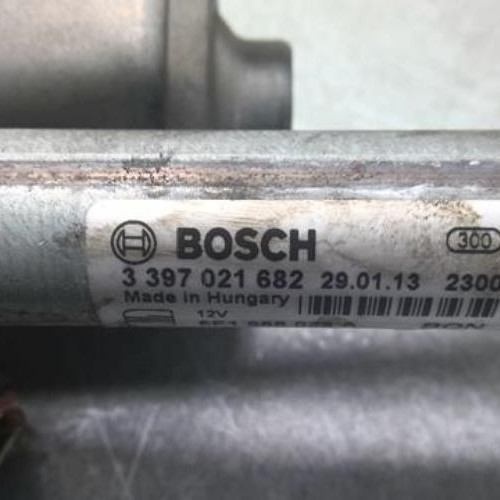 BOSCH 300
3 397 021 682 29.01.13 2300
Made in Hungary
12V